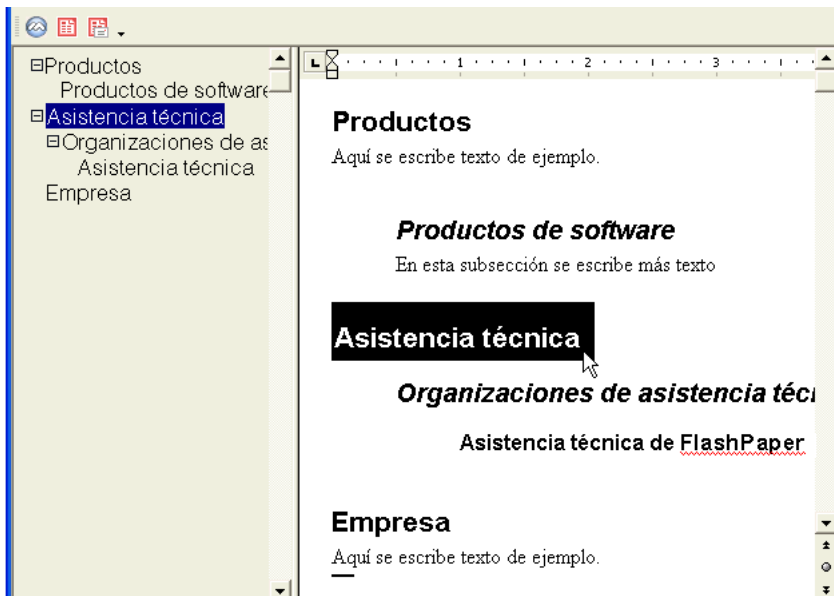 Productos
Productos de software
Asistencia técnica
Organizaciones de as
Asistencia técnica
Empresa
1 2 3
Productos
Aquí se escribe texto de ejemplo.
Productos de software
En esta subsección se escribe más texto
Asistencia técnica
Organizaciones de asistencia técni
Asistencia técnica de FlashPaper
Empresa
Aquí se escribe texto de ejemplo.